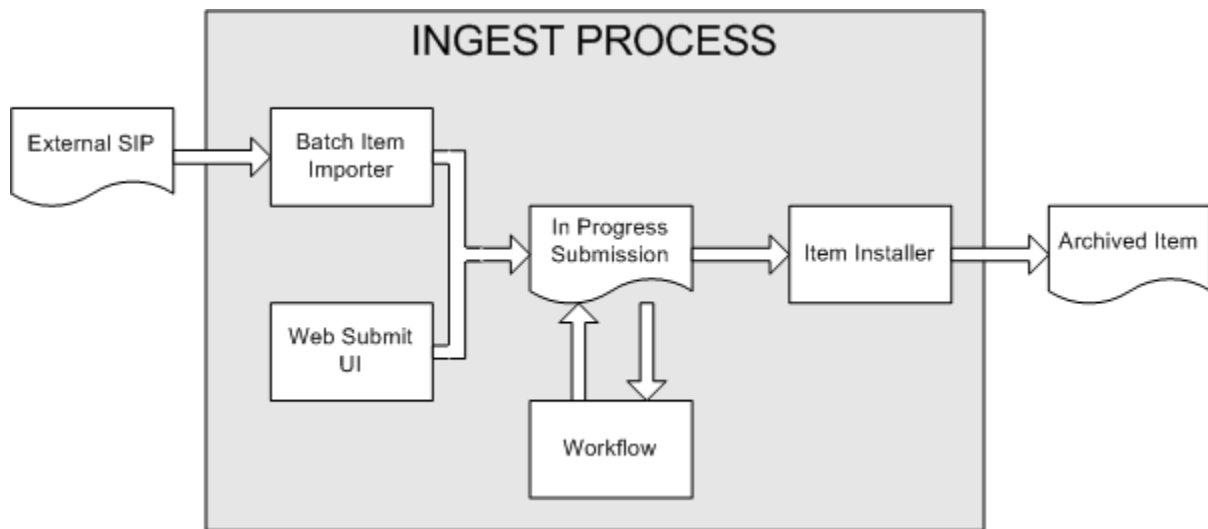 INGEST PROCESS
External SIP
Batch Item
Importer
In Progress
Submission
Item Installer
Archived Item
Web Submit
UI
Workflow